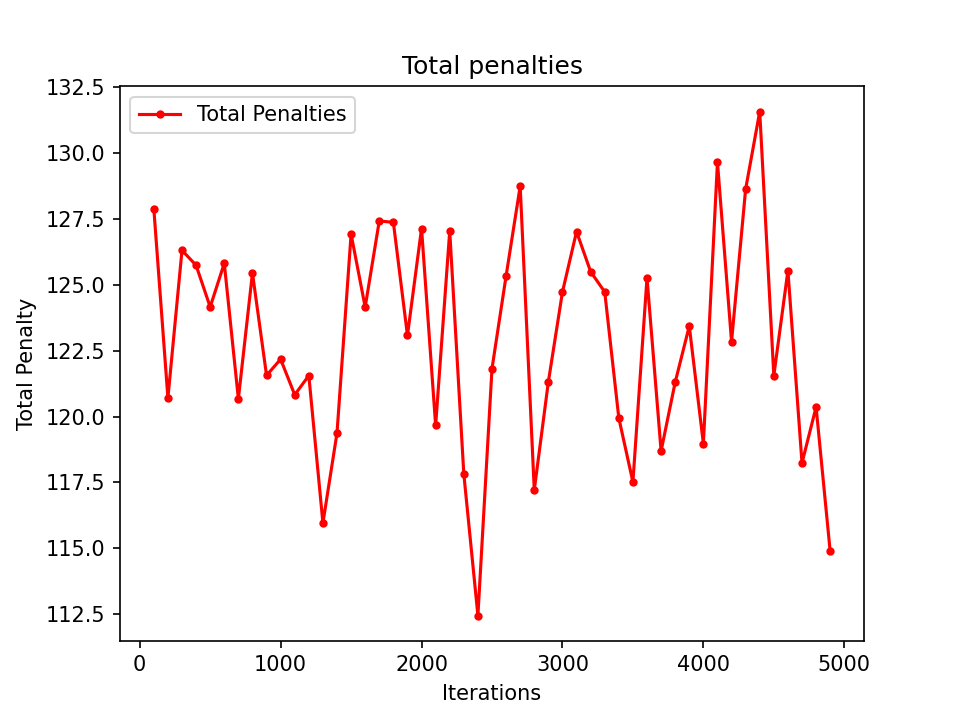 Total penalties
Total Penalties
132.5
130.0
127.5
125.0
122.5
120.0
117.5
115.0
112.5
Total Penalty
0 1000 2000 3000 4000 5000
Iterations